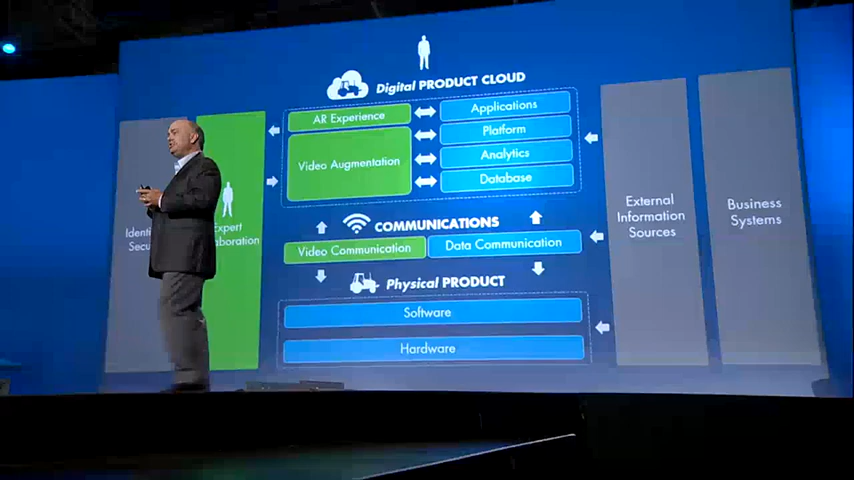 Digital PRODUCT CLOUD
AR Experience
Video Augmentation
Applications
Platform
Analytics
Database
COMMUNICATIONS
Video Communication
Data Communication
Physical PRODUCT
Software
Hardware
Expert
External
Information
Sources
Business
Systems